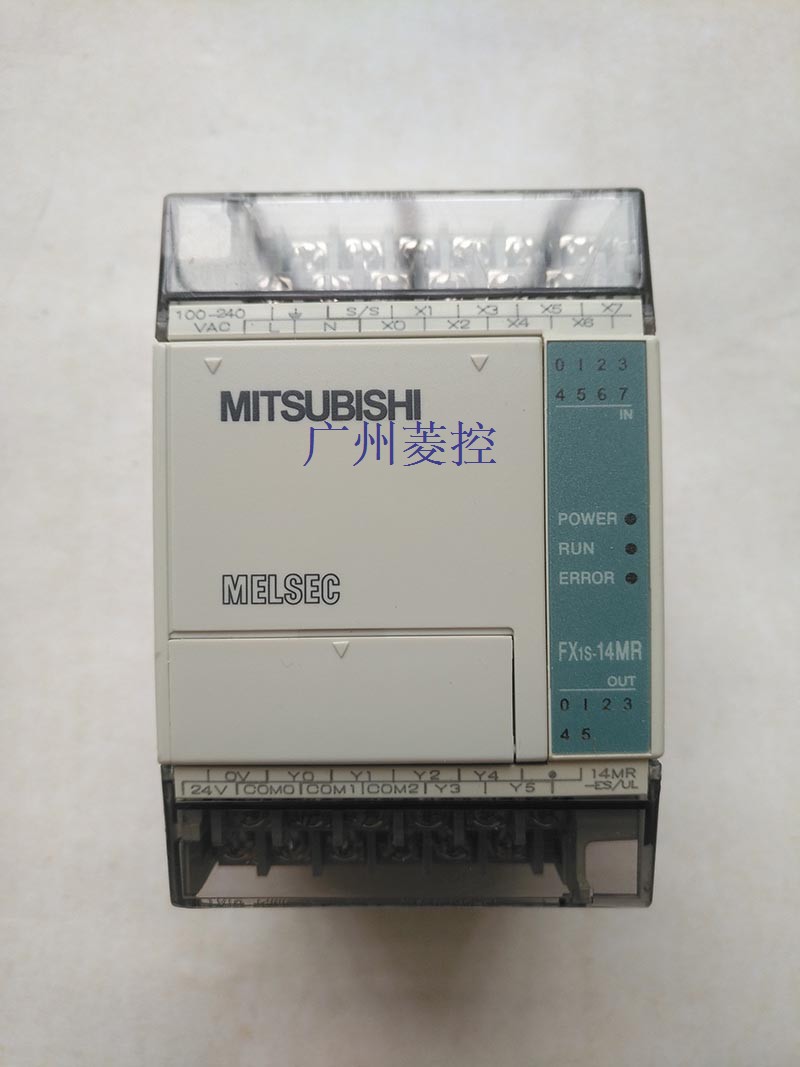 100-240 ⏚ S/S X1 X3 X5 X7
VAC L N X0 X2 X4 X6
0 1 2 3
4 5 6 7
IN
MITSUBISHI
广州菱控
POWER
RUN
ERROR
MELSEC
FX1S-14MR
OUT
0 1 2 3
4 5
0V Y0 Y1 Y2 Y4 • 14MR
24V COM0 COM1 COM2 Y3 Y5 -ES/UL